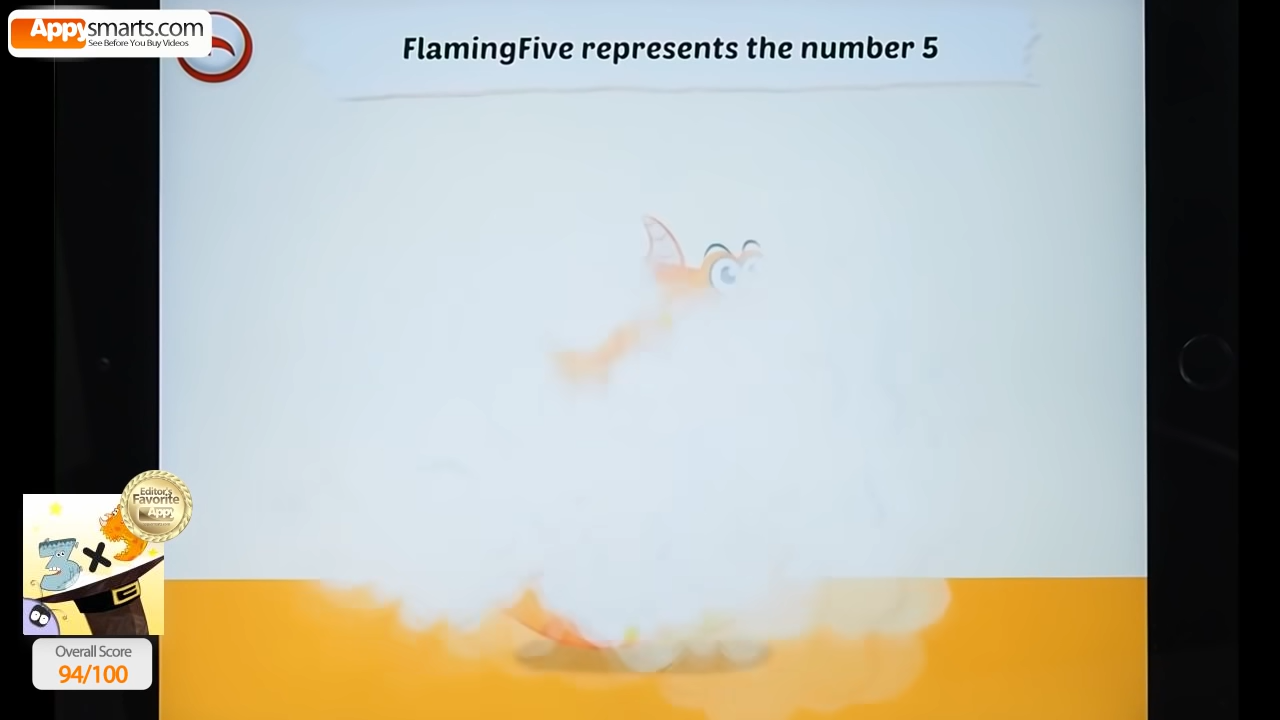 Appysmarts.com
See Before You Buy Videos
FlamingFive represents the number 5
Editor's
Favorite
App
3 x
Overall Score
94/100